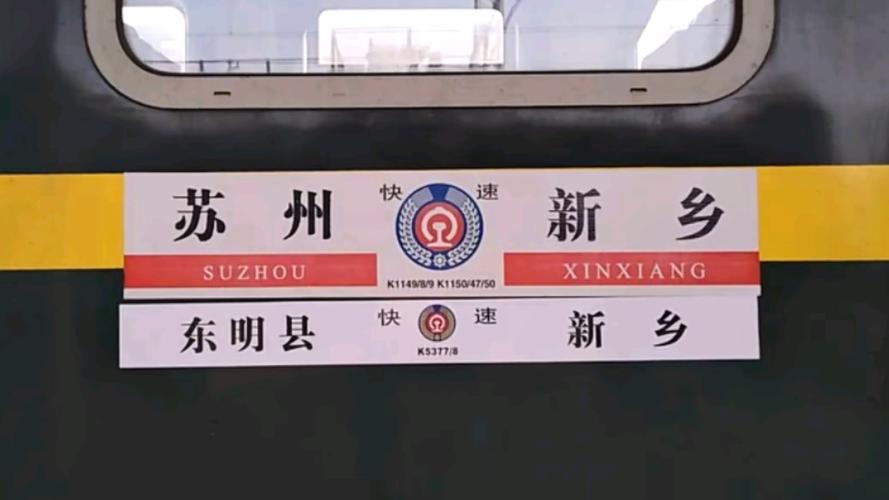 苏州 快速 新乡
SUZHOU XINXIANG
K1149/8/9 K1150/47/50
东明县 快速 新乡
K5377/8